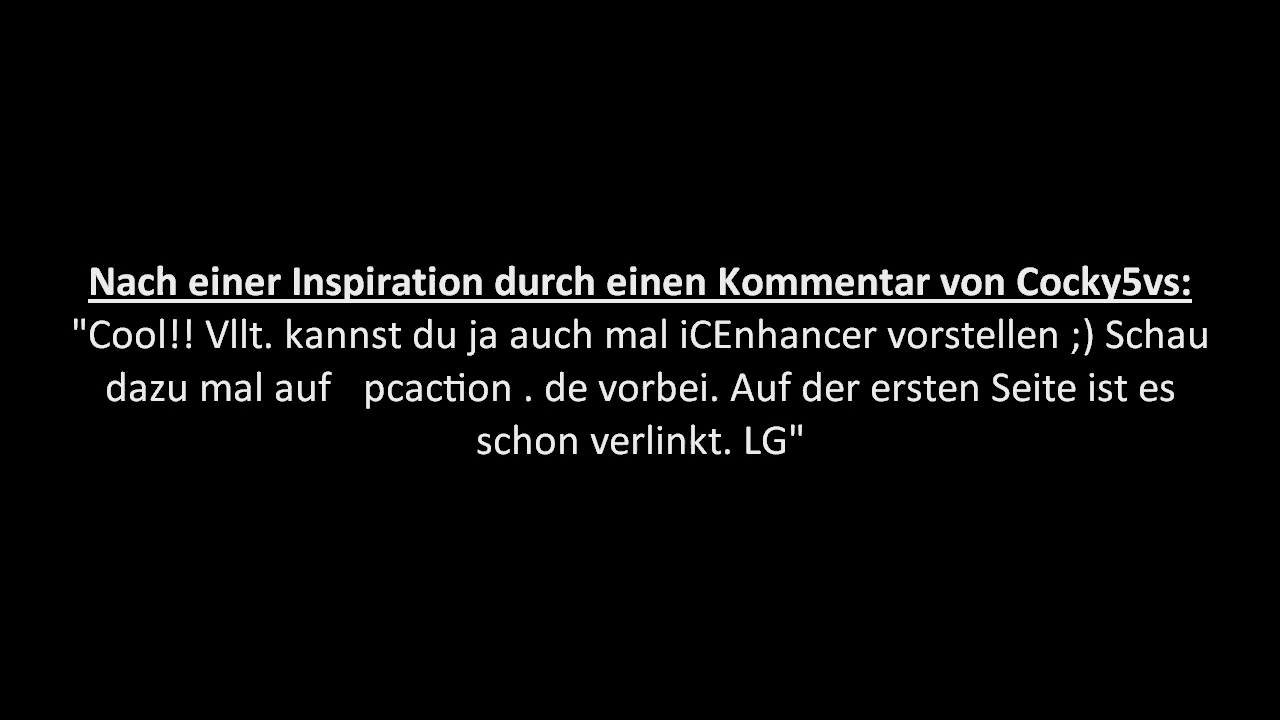 Nach einer Inspiration durch einen Kommentar von Cocky5vs:
"Cool!! Vllt. kannst du ja auch mal iCEnhancer vorstellen ;) Schau
dazu mal auf   pcaction . de vorbei. Auf der ersten Seite ist es
schon verlinkt. LG"